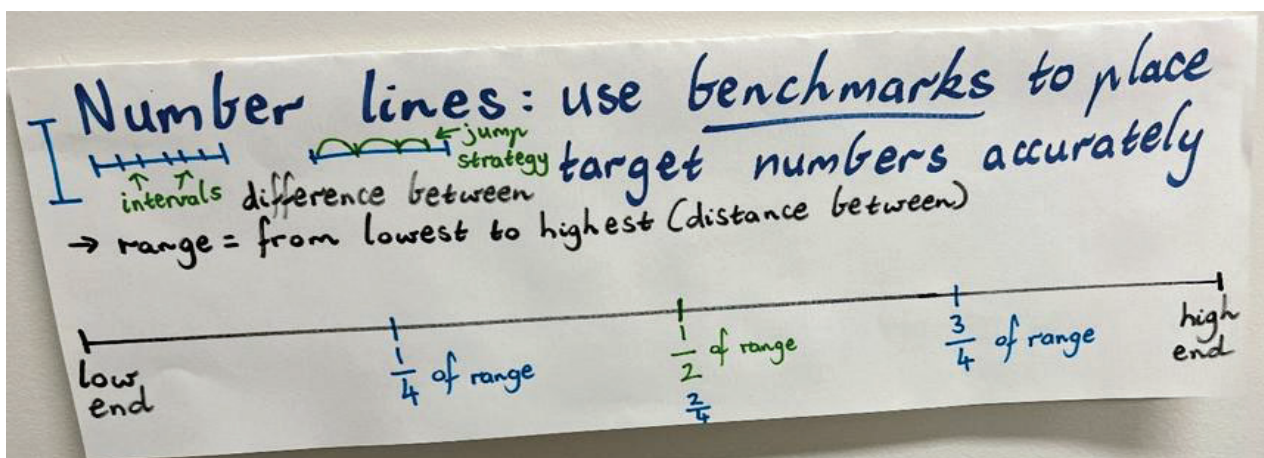 Number lines: use benchmarks to place
target numbers accurately
← jump
strategy
intervals
difference between
→ range = from lowest to highest (distance between)
low
end
1/4 of range
1/2 of range
2/4
3/4 of range
high
end